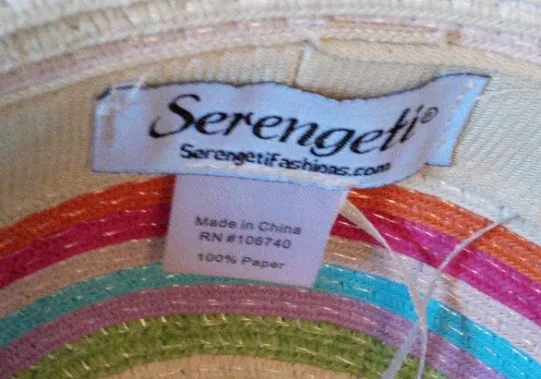 Serengeti®
SerengetiFashions.com
Made in China
RN #106740
100% Paper